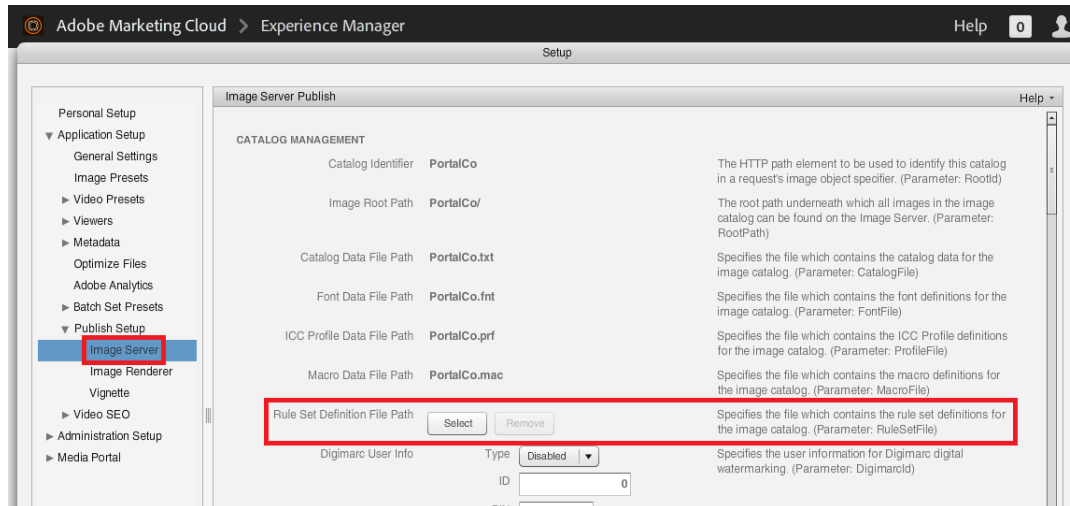 Adobe Marketing Cloud > Experience Manager
Help 0
Setup
Personal Setup
Application Setup
General Settings
Image Presets
Video Presets
Viewers
Metadata
Optimize Files
Adobe Analytics
Batch Set Presets
Publish Setup
Image Server
Image Renderer
Vignette
Video SEO
Administration Setup
Media Portal
Image Server Publish
Help
CATALOG MANAGEMENT
Catalog Identifier PortalCo
The HTTP path element to be used to identify this catalog
in a request's image object specifier. (Parameter: RootId)
Image Root Path PortalCo/
The root path underneath which all images in the image
catalog can be found on the Image Server. (Parameter:
RootPath)
Catalog Data File Path PortalCo.txt
Specifies the file which contains the catalog data for the
image catalog. (Parameter: CatalogFile)
Font Data File Path PortalCo.fnt
Specifies the file which contains the font definitions for the
image catalog. (Parameter: FontFile)
ICC Profile Data File Path PortalCo.prf
Specifies the file which contains the ICC Profile definitions
for the image catalog. (Parameter: ProfileFile)
Macro Data File Path PortalCo.mac
Specifies the file which contains the macro definitions for
the image catalog. (Parameter: MacroFile)
Rule Set Definition File Path Select Remove
Specifies the file which contains the rule set definitions for
the image catalog. (Parameter: RuleSetFile)
Digimarc User Info Type Disabled
Specifies the user information for Digimarc digital
watermarking. (Parameter: DigimarcId)
ID 0